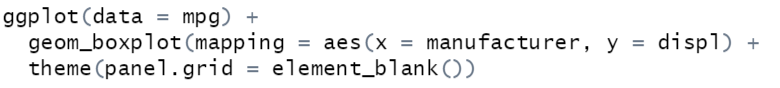 ggplot(data = mpg) +
  geom_boxplot(mapping = aes(x = manufacturer, y = displ) +
  theme(panel.grid = element_blank())